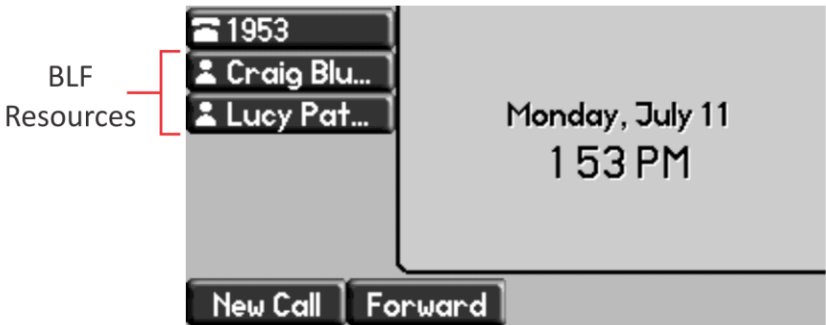 BLF
Resources
1953
Craig Blu...
Lucy Pat...
Monday, July 11
1 53 PM
New Call
Forward